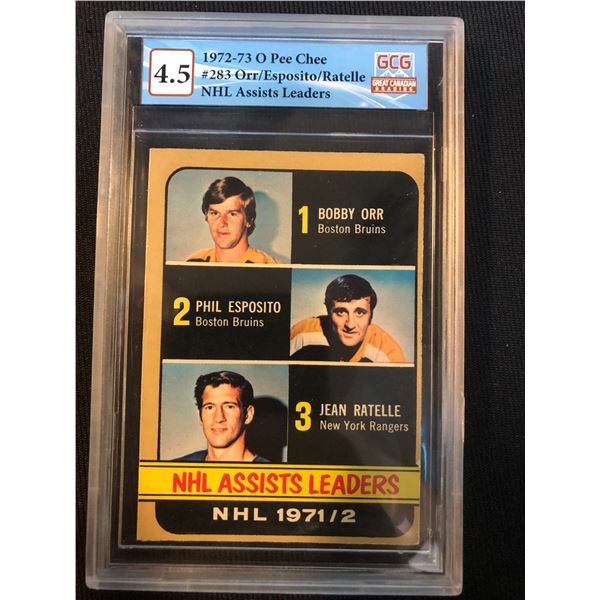 4.5
1972-73 O Pee Chee
#283 Orr/Esposito/Ratelle
NHL Assists Leaders
GCG
GREAT CANADIAN
GRADING
1 BOBBY ORR
Boston Bruins
2 PHIL ESPOSITO
Boston Bruins
3 JEAN RATELLE
New York Rangers
NHL ASSISTS LEADERS
NHL 1971/2